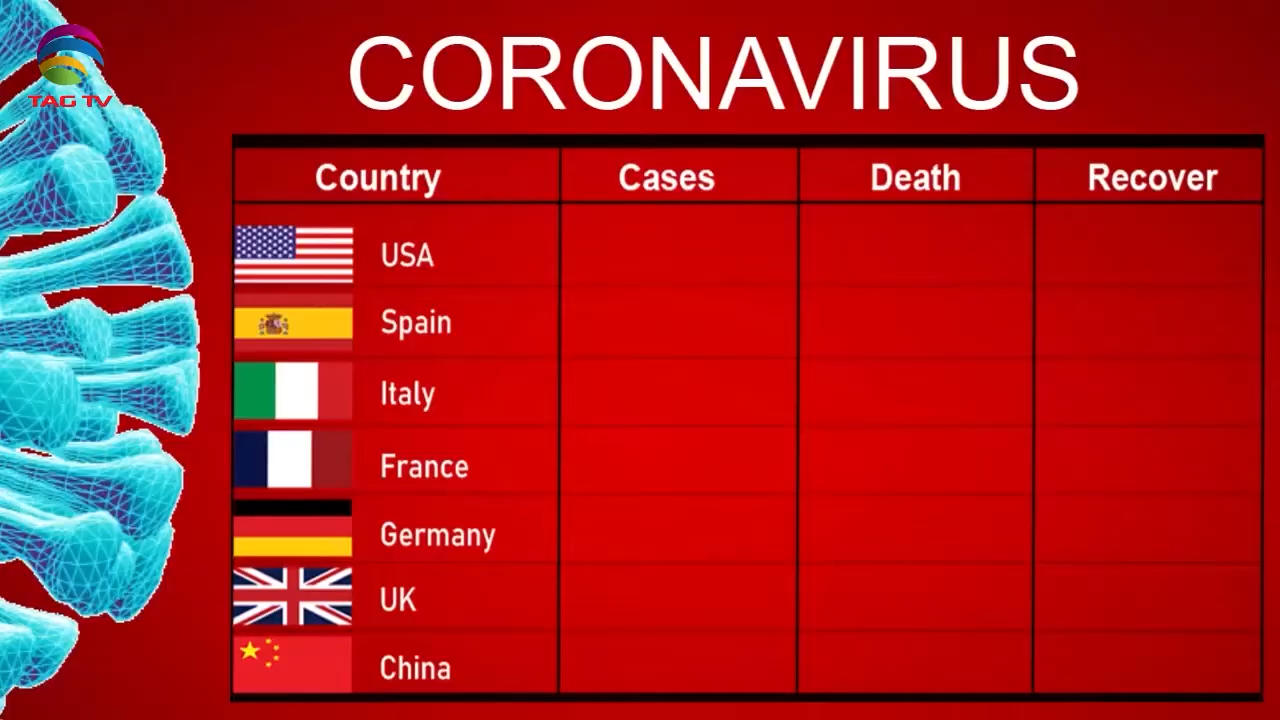 TAG TV
CORONAVIRUS
Country Cases Death Recover
USA
Spain
Italy
France
Germany
UK
China